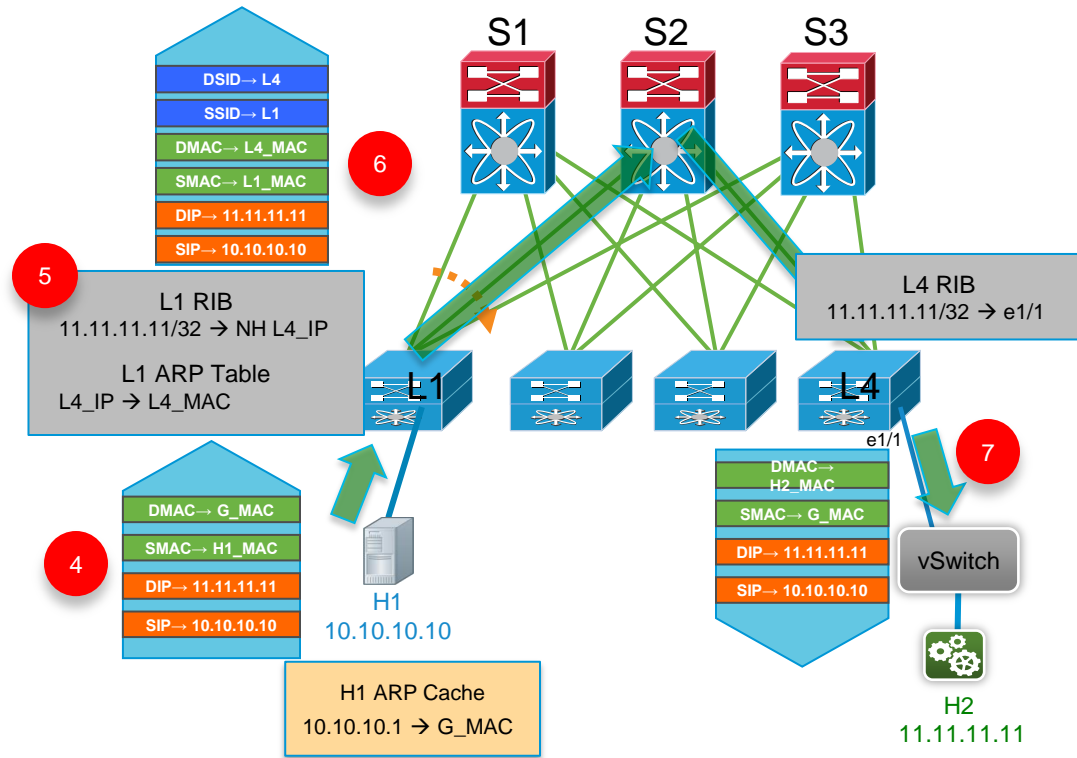 S1
S2
S3
DSID→ L4
SSID→ L1
DMAC→ L4_MAC
SMAC→ L1_MAC
DIP→ 11.11.11.11
SIP→ 10.10.10.10
6
5
L1 RIB
11.11.11.11/32 → NH L4_IP
L1 ARP Table
L4_IP → L4_MAC
L4 RIB
11.11.11.11/32 → e1/1
L1
L4
e1/1
4
DMAC→ G_MAC
SMAC→ H1_MAC
DIP→ 11.11.11.11
SIP→ 10.10.10.10
H1
10.10.10.10
H1 ARP Cache
10.10.10.1 → G_MAC
DMAC→
H2_MAC
SMAC→ G_MAC
DIP→ 11.11.11.11
SIP→ 10.10.10.10
7
vSwitch
H2
11.11.11.11